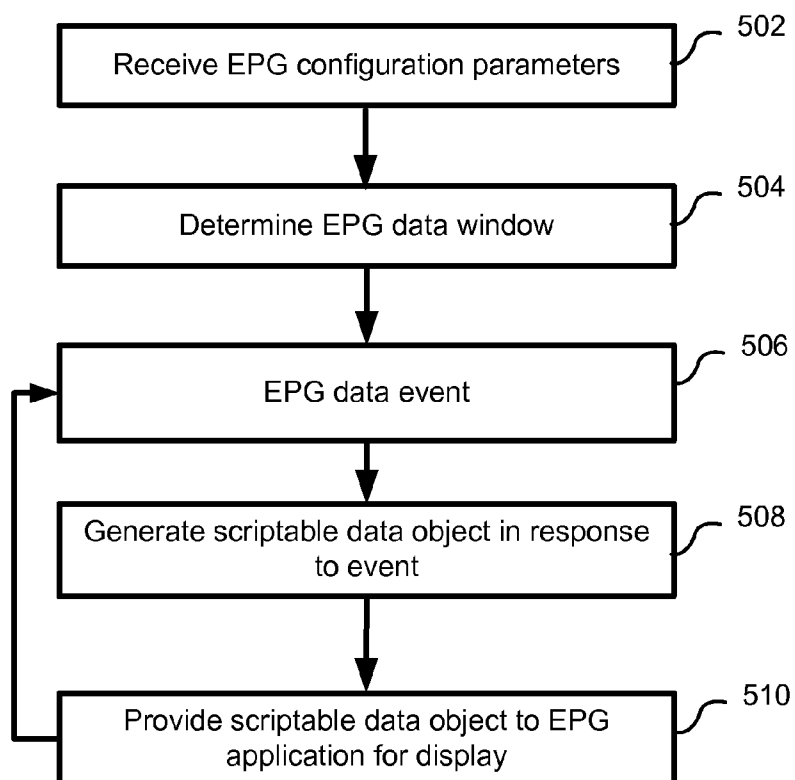 502
Receive EPG configuration parameters
504
Determine EPG data window
506
EPG data event
508
Generate scriptable data object in response
to event
510
Provide scriptable data object to EPG
application for display